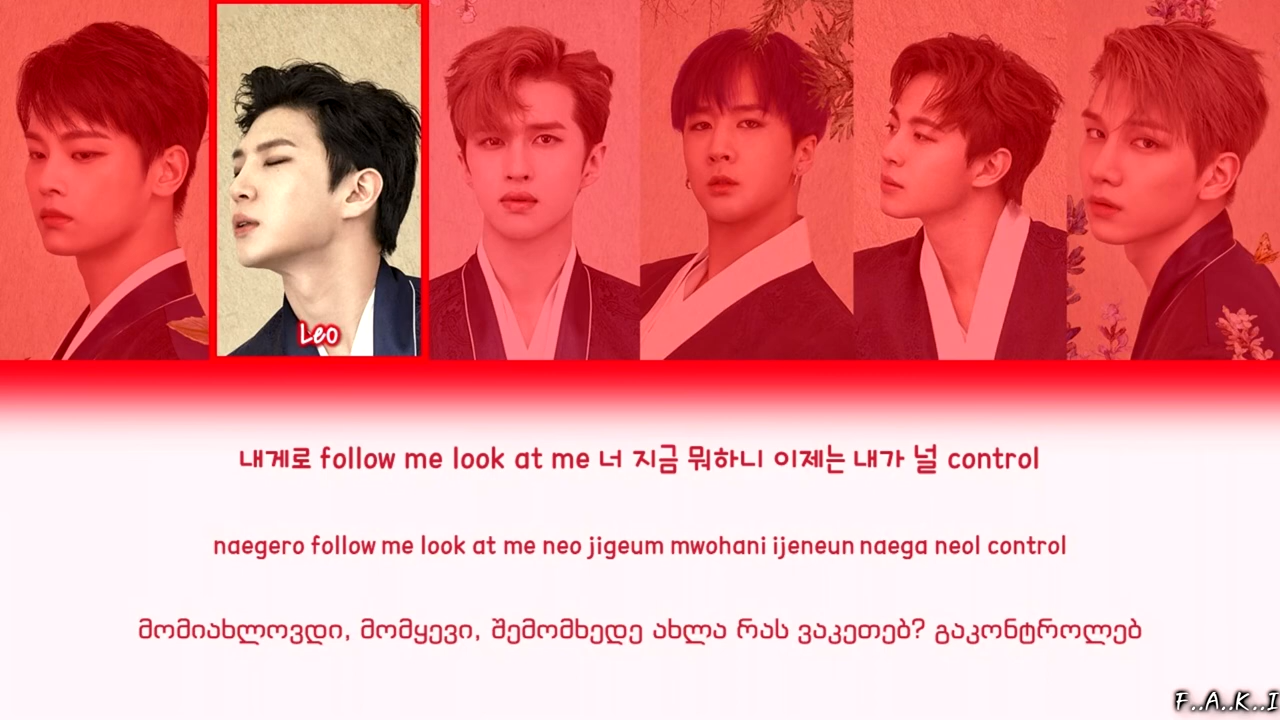 Leo
내게로 follow me look at me 너 지금 뭐하니 이제는 내가 널 control
naegero follow me look at me neo jigeum mwohani ijeneun naega neol control
მომიახლოვდი, მომყევი, შემომხედე ახლა რას ვაკეთებ? გაკონტროლებ
F..A..K..I